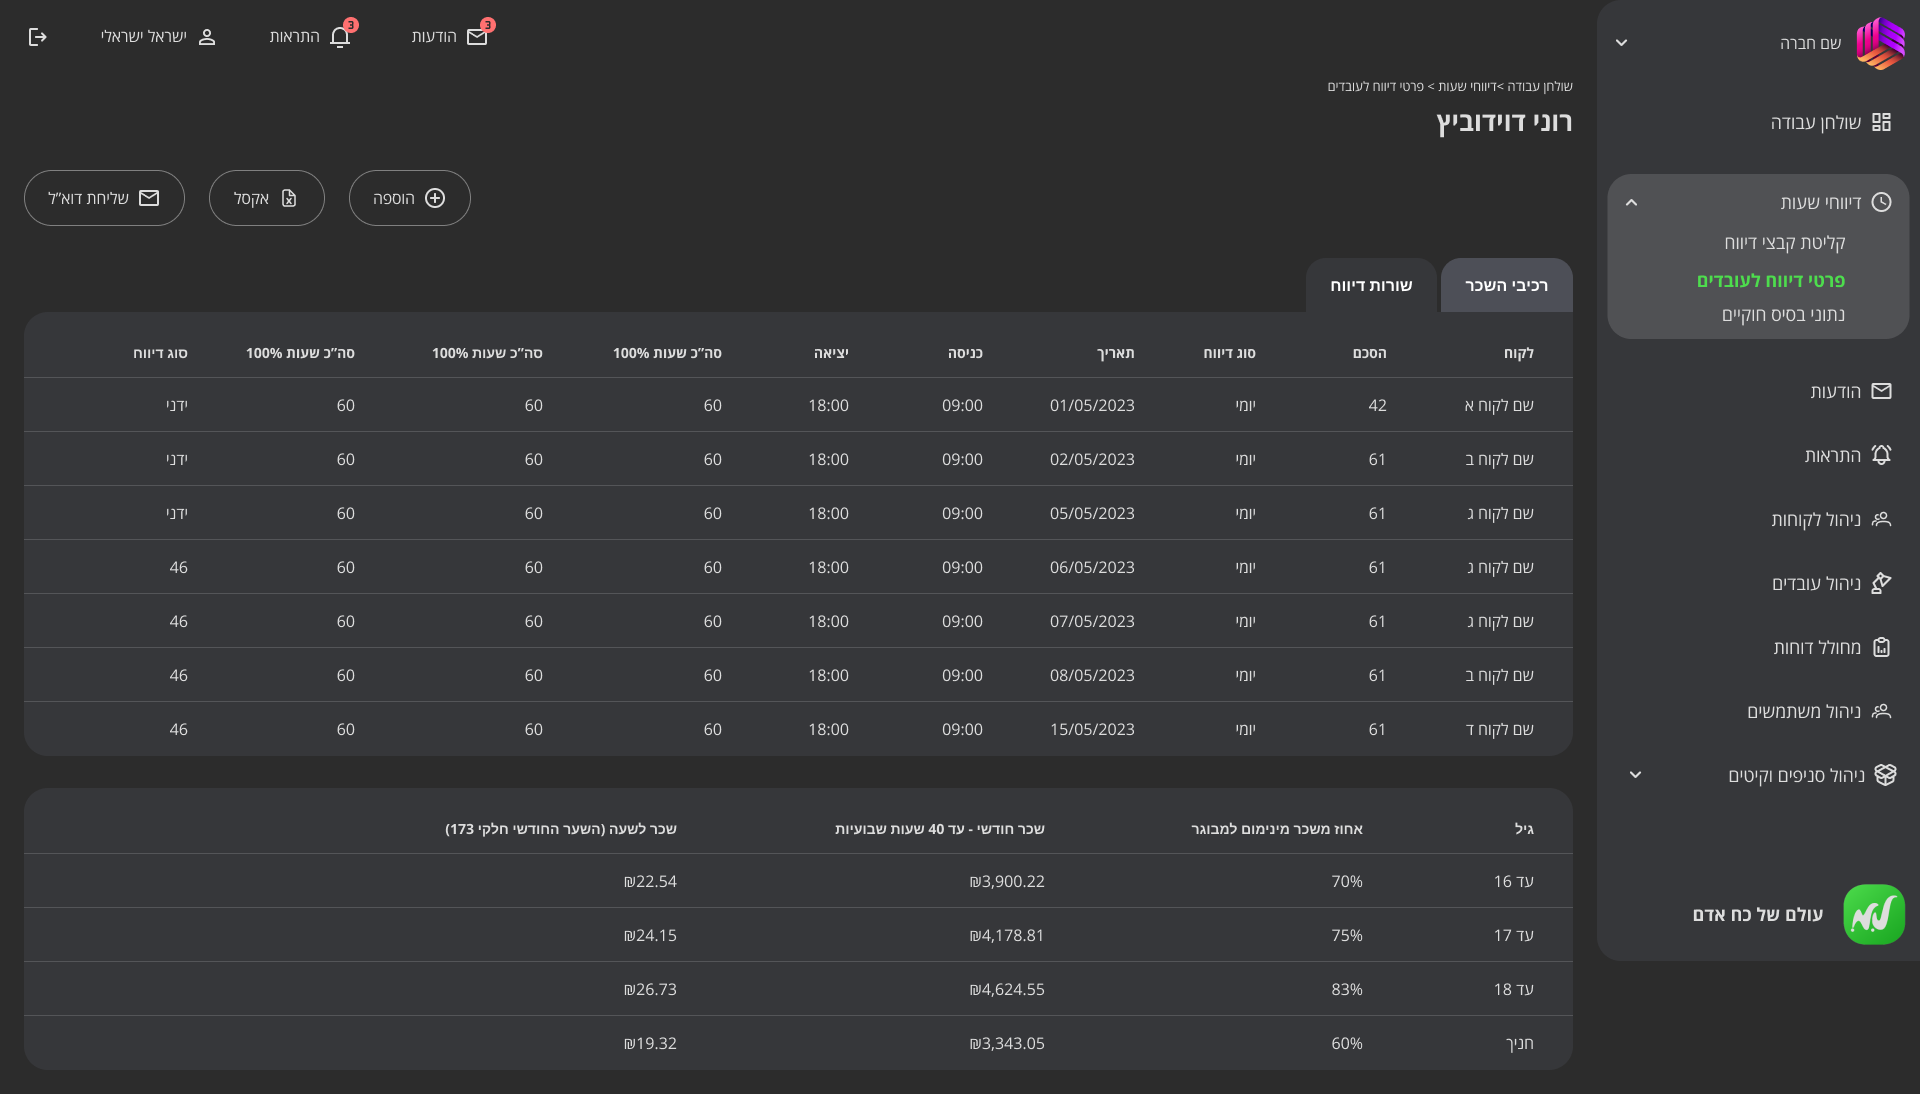 שם חברה
הודעות 3
התראות 3
ישראל ישראלי
שולחן עבודה
דיווחי שעות
קליטת קבצי דיווח
פרטי דיווח לעובדים
נתוני בסיס חוקיים
הודעות
התראות
ניהול לקוחות
ניהול עובדים
מחולל דוחות
ניהול משתמשים
ניהול סניפים וקיטים
עולם של כח אדם
שולחן עבודה >דיווחי שעות > פרטי דיווח לעובדים
רוני דוידוביץ
הוספה אקסל שליחת דוא”ל
רכיבי השכר שורות דיווח
לקוח הסכם סוג דיווח תאריך כניסה יציאה סה”כ שעות 100% סה”כ שעות 100% סה”כ שעות 100% סוג דיווח
שם לקוח א 42 יומי 01/05/2023 09:00 18:00 60 60 60 ידני
שם לקוח ב 61 יומי 02/05/2023 09:00 18:00 60 60 60 ידני
שם לקוח ג 61 יומי 05/05/2023 09:00 18:00 60 60 60 ידני
שם לקוח ג 61 יומי 06/05/2023 09:00 18:00 60 60 60 46
שם לקוח ג 61 יומי 07/05/2023 09:00 18:00 60 60 60 46
שם לקוח ב 61 יומי 08/05/2023 09:00 18:00 60 60 60 46
שם לקוח ד 61 יומי 15/05/2023 09:00 18:00 60 60 60 46
גיל אחוז משכר מינימום למבוגר שכר חודשי - עד 40 שעות שבועיות שכר לשעה (השער החודשי חלקי 173)
עד 16 70% 3,900.22₪ 22.54₪
עד 17 75% 4,178.81₪ 24.15₪
עד 18 83% 4,624.55₪ 26.73₪
חניך 60% 3,343.05₪ 19.32₪